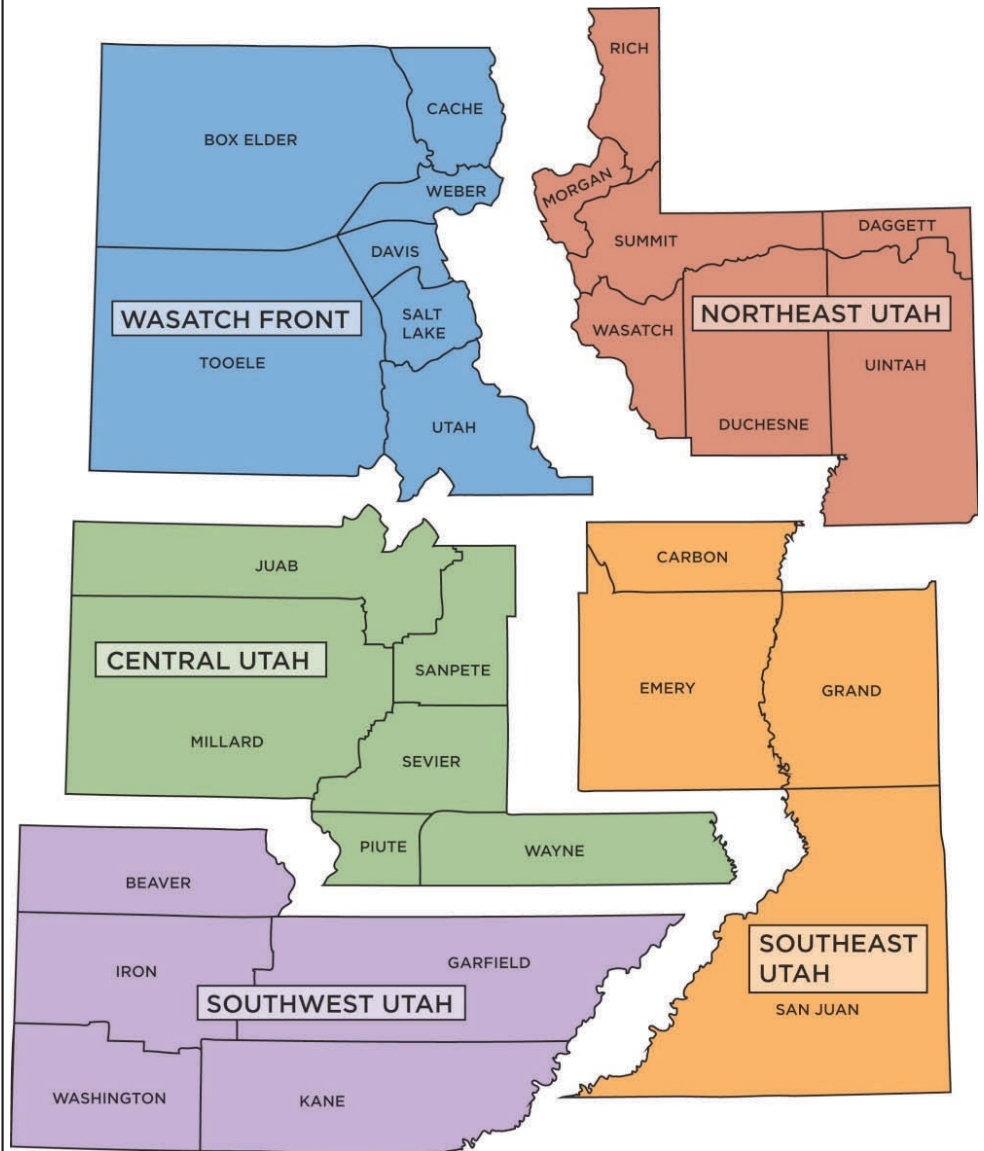 RICH
CACHE
BOX ELDER
WEBER
MORGAN
DAVIS
SUMMIT
DAGGETT
WASATCH FRONT
SALT
LAKE
TOOELE
UTAH
WASATCH
NORTHEAST UTAH
UINTAH
DUCHESNE
JUAB
CENTRAL UTAH
SANPETE
MILLARD
SEVIER
PIUTE
WAYNE
CARBON
EMERY
GRAND
BEAVER
IRON
GARFIELD
SOUTHWEST UTAH
WASHINGTON
KANE
SOUTHEAST
UTAH
SAN JUAN